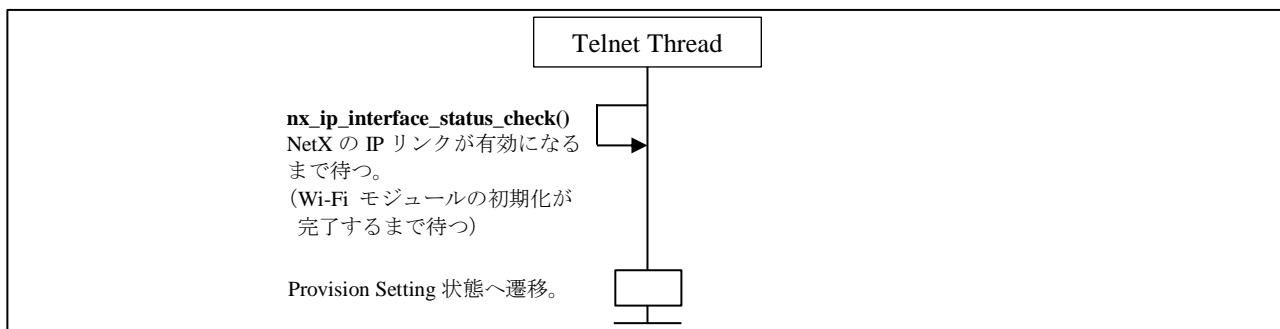 Telnet Thread
nx_ip_interface_status_check()
NetX の IP リンクが有効になる
まで待つ。
（Wi-Fi モジュールの初期化が
完了するまで待つ）
Provision Setting 状態へ遷移。